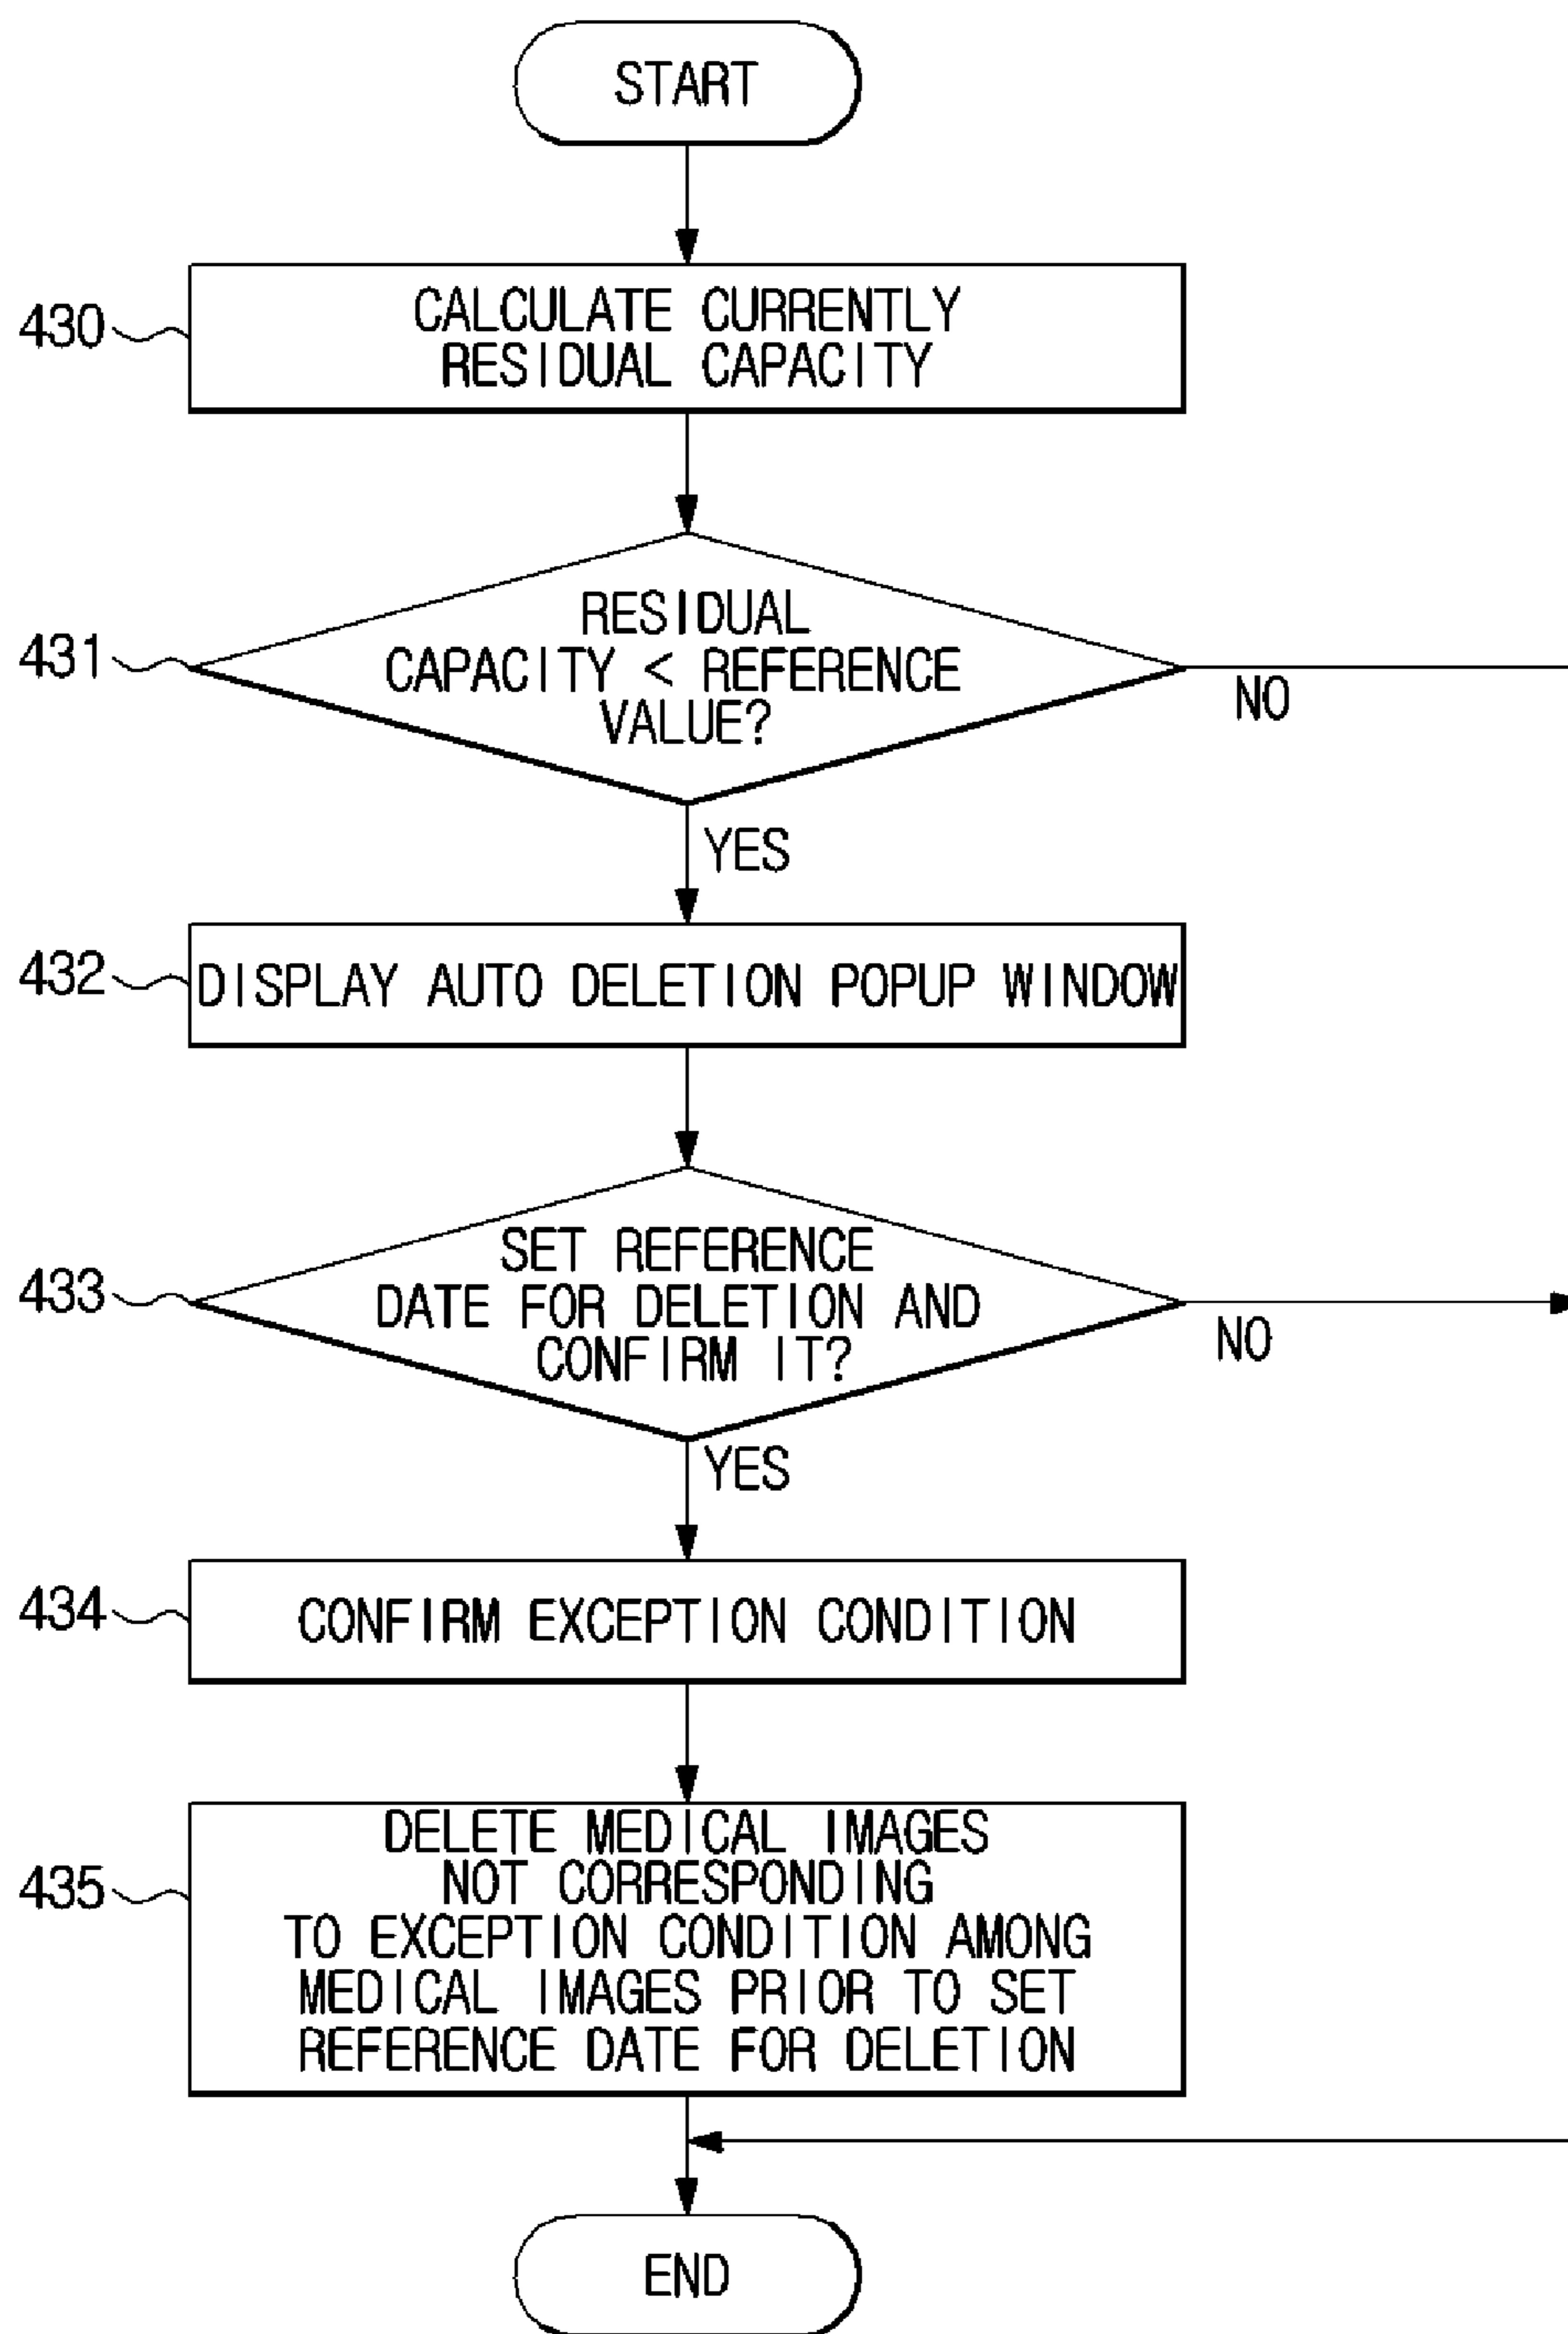 START
430
CALCULATE CURRENTLY
RESIDUAL CAPACITY
431
RESIDUAL
CAPACITY < REFERENCE
VALUE?
NO
YES
432
DISPLAY AUTO DELETION POPUP WINDOW
433
SET REFERENCE
DATE FOR DELETION AND
CONFIRM IT?
NO
YES
434
CONFIRM EXCEPTION CONDITION
435
DELETE MEDICAL IMAGES
NOT CORRESPONDING
TO EXCEPTION CONDITION AMONG
MEDICAL IMAGES PRIOR TO SET
REFERENCE DATE FOR DELETION
END